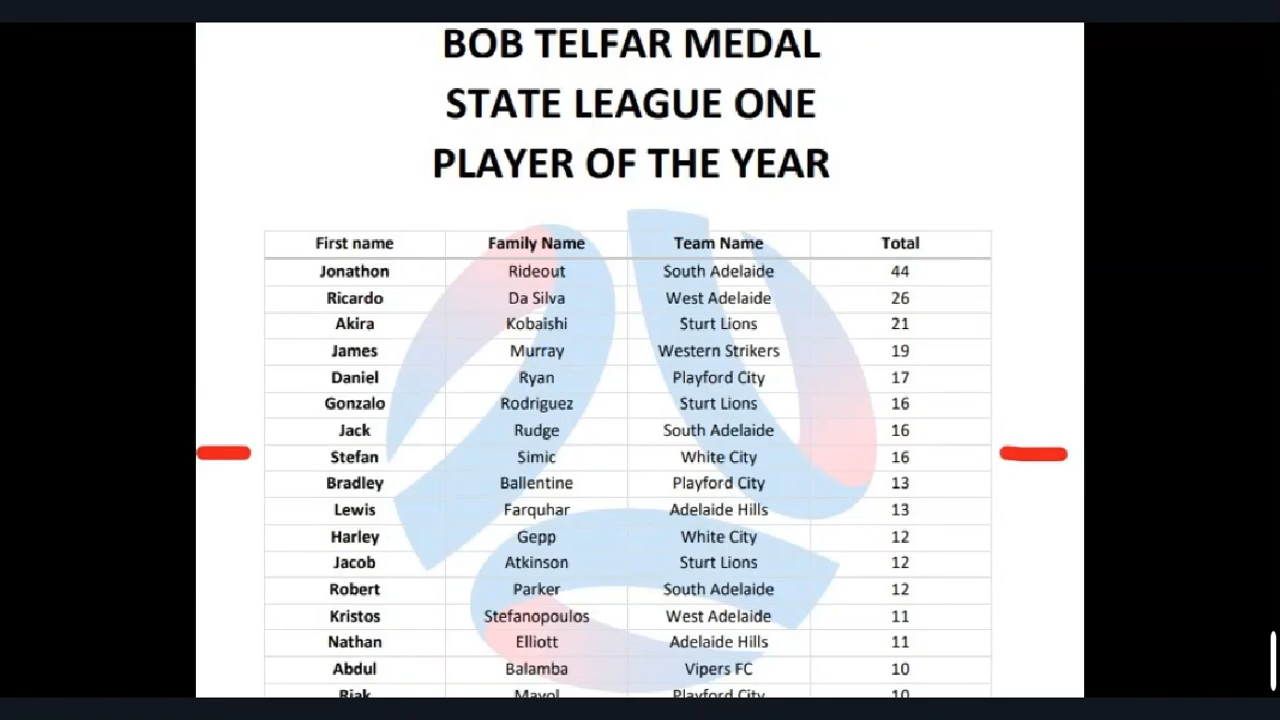 BOB TELFAR MEDAL
STATE LEAGUE ONE
PLAYER OF THE YEAR
First name Family Name Team Name Total
Jonathon Rideout South Adelaide 44
Ricardo Da Silva West Adelaide 26
Akira Kobaishi Sturt Lions 21
James Murray Western Strikers 19
Daniel Ryan Playford City 17
Gonzalo Rodriguez Sturt Lions 16
Jack Rudge South Adelaide 16
Stefan Simic White City 16
Bradley Ballentine Playford City 13
Lewis Farquhar Adelaide Hills 13
Harley Gepp White City 12
Jacob Atkinson Sturt Lions 12
Robert Parker South Adelaide 12
Kristos Stefanopoulos West Adelaide 11
Nathan Elliott Adelaide Hills 11
Abdul Balamba Vipers FC 10
Playford City 10